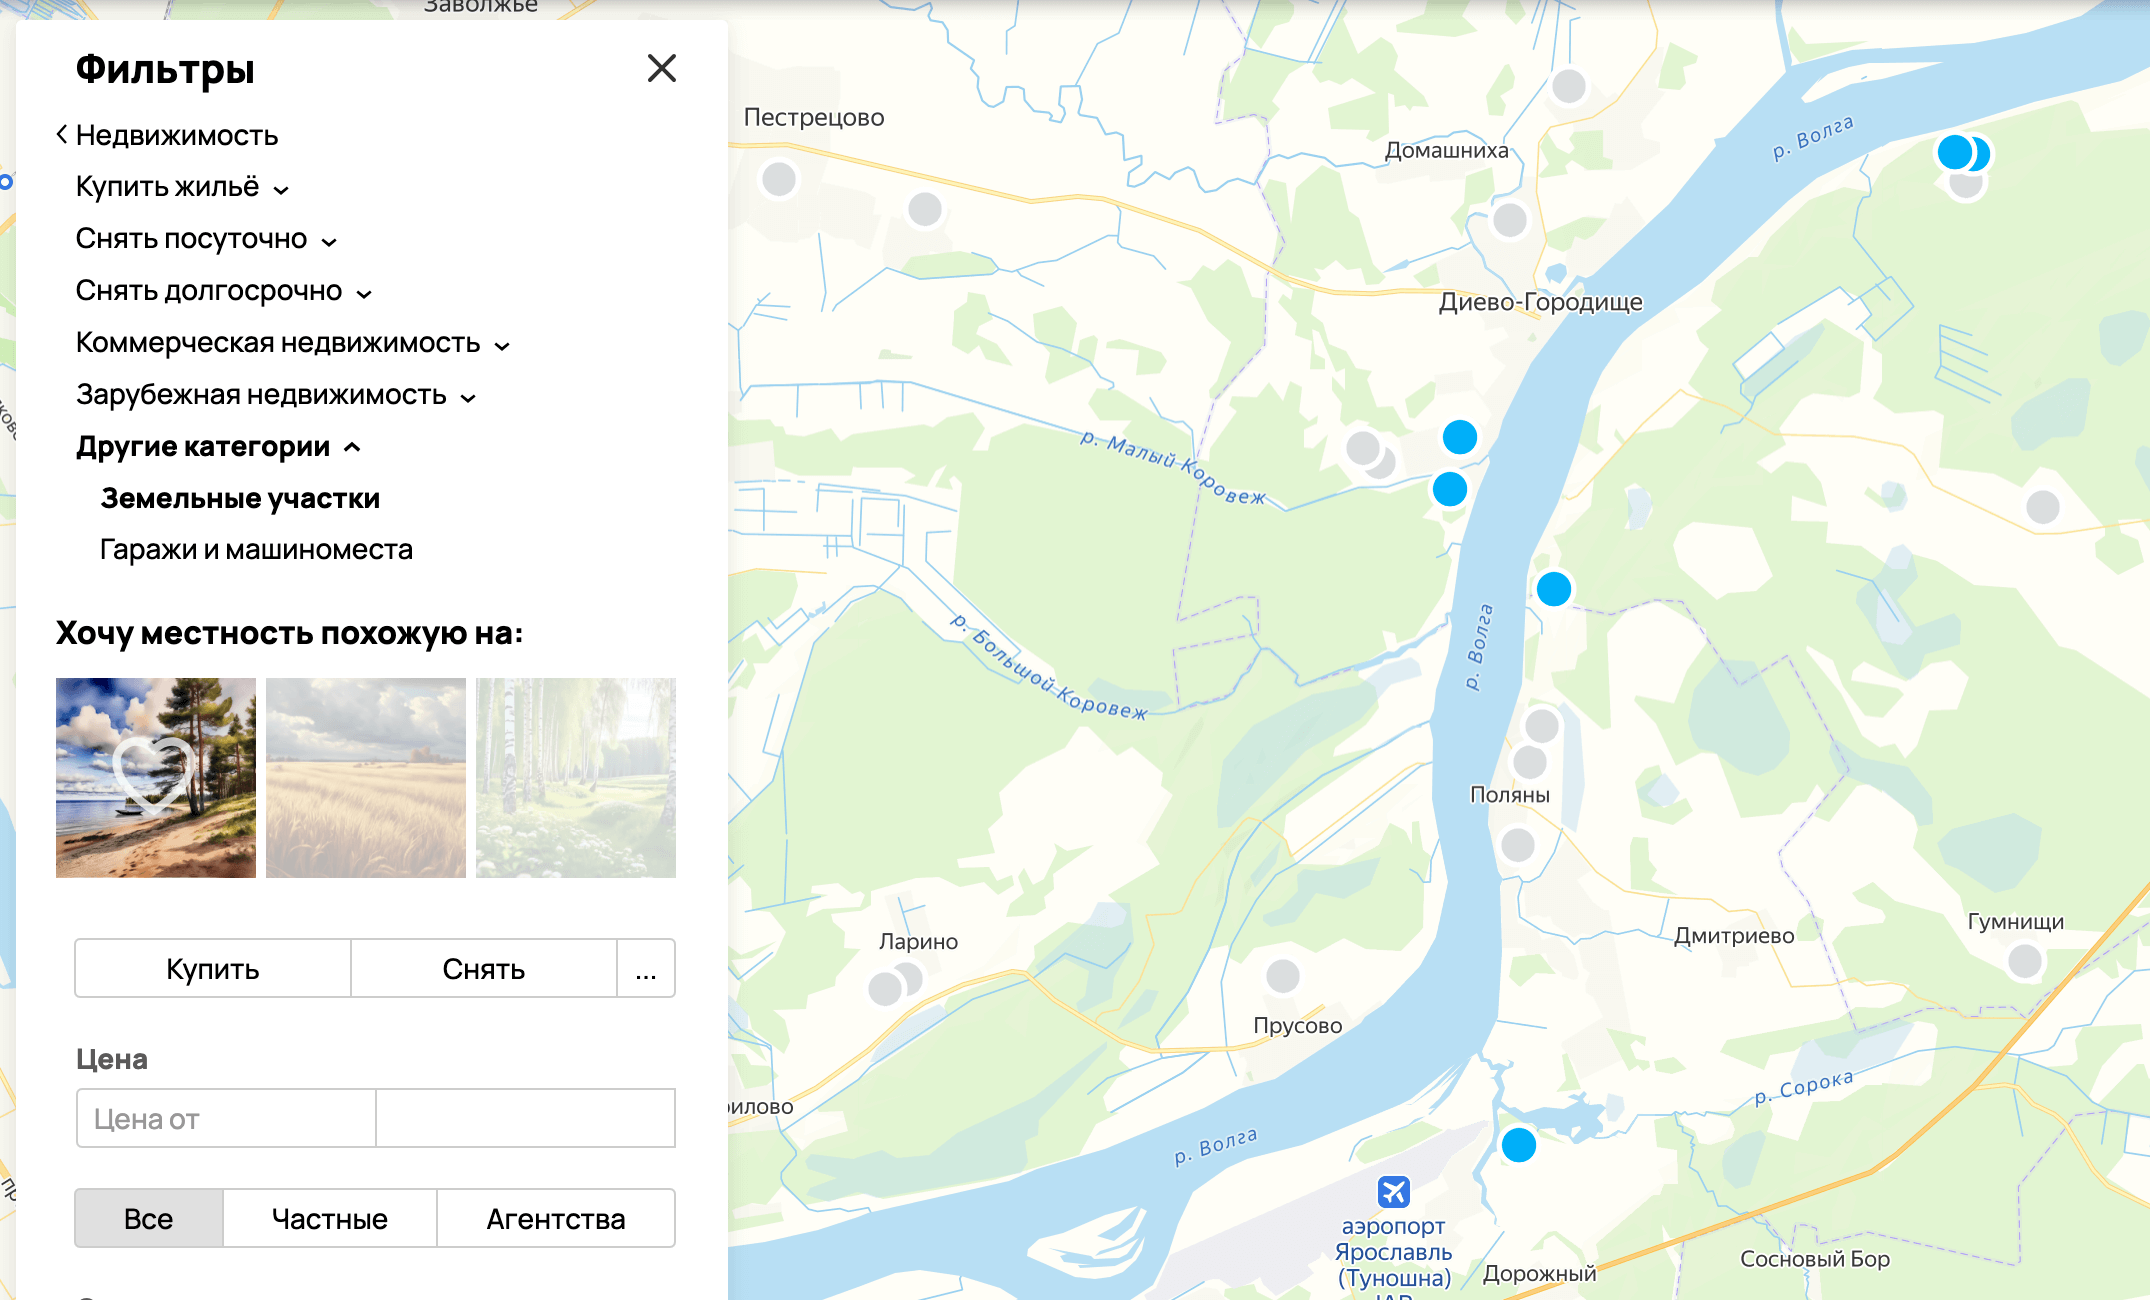 Заволжье
Фильтры
Недвижимость
Купить жильё
Снять посуточно
Снять долгосрочно
Коммерческая недвижимость
Зарубежная недвижимость
Другие категории
Земельные участки
Гаражи и машиноместа
Хочу местность похожую на:
Купить
Снять
...
Цена
Цена от
Все
Частные
Агентства
Пестрецово
Домашниха
р. Волга
Диево-Городище
р. Малый Коровеж
р. Большой Коровеж
р. Волга
Поляны
Ларино
Дмитриево
Гумнищи
Прусово
р. Сорока
р. Волга
аэропорт
Ярославль
(Туношна)
Дорожный
Сосновый Бор